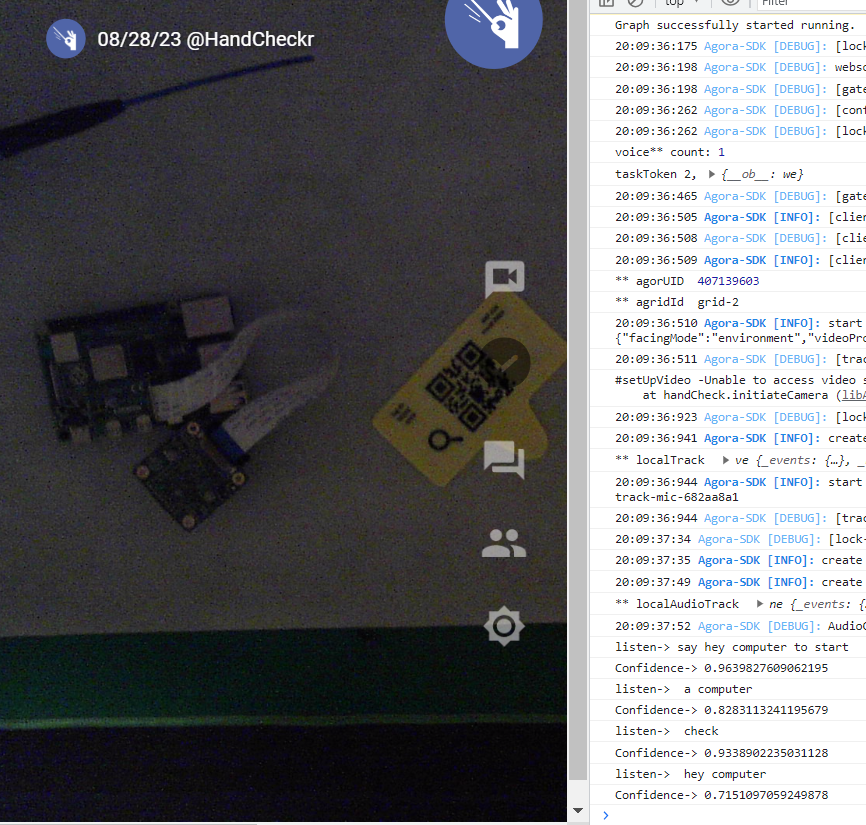 08/28/23 @HandCheckr
top
Filter
Graph successfully started running.
20:09:36:175 Agora-SDK [DEBUG]: [lock
20:09:36:198 Agora-SDK [DEBUG]: webso
20:09:36:198 Agora-SDK [DEBUG]: [gate
20:09:36:262 Agora-SDK [DEBUG]: [cont
20:09:36:262 Agora-SDK [DEBUG]: [lock
voice** count: 1
taskToken 2, ▶ {__ob__: we}
20:09:36:465 Agora-SDK [DEBUG]: [gate
20:09:36:505 Agora-SDK [INFO]: [clien
20:09:36:508 Agora-SDK [DEBUG]: [clie
20:09:36:509 Agora-SDK [INFO]: [clien
** agorUID 407139603
** agridId grid-2
20:09:36:510 Agora-SDK [INFO]: start
{"facingMode":"environment","videoPro
20:09:36:511 Agora-SDK [DEBUG]: [trac
#setUpVideo -Unable to access video s
at handCheck.initiateCamera (libA
20:09:36:923 Agora-SDK [DEBUG]: [lock
20:09:36:941 Agora-SDK [INFO]: create
** localTrack ▶ ve {_events: {…}, _
20:09:36:944 Agora-SDK [INFO]: start
track-mic-682aa8a1
20:09:36:944 Agora-SDK [DEBUG]: [trac
20:09:37:34 Agora-SDK [DEBUG]: [lock-
20:09:37:35 Agora-SDK [INFO]: create
20:09:37:49 Agora-SDK [INFO]: create
** localAudioTrack ▶ ne {_events: {
20:09:37:52 Agora-SDK [DEBUG]: AudioC
listen-> say hey computer to start
Confidence-> 0.9639827609062195
listen-> a computer
Confidence-> 0.8283113241195679
listen-> check
Confidence-> 0.9338902235031128
listen-> hey computer
Confidence-> 0.7151097059249878